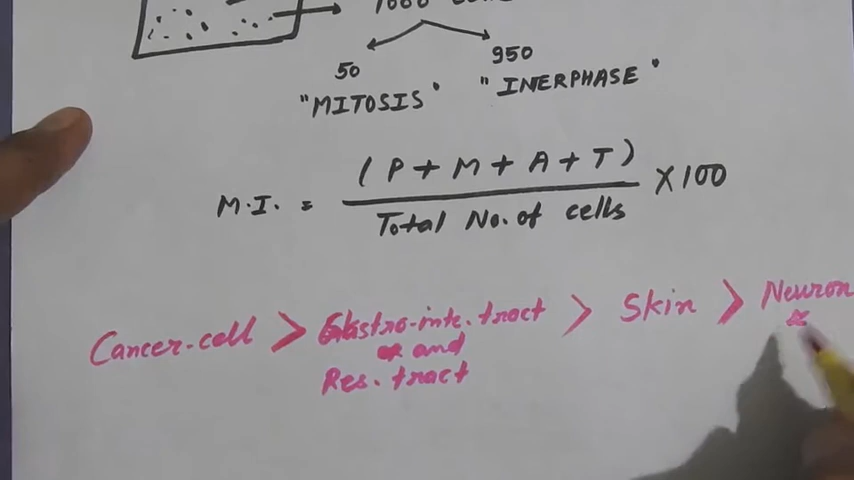 1000
50 950
"MITOSIS" "INERPHASE"
M.I. = (P + M + A + T) X 100
Total No. of cells
Cancer-cell > Gastro-inte. tract > Skin > Neuron
and
Res. tract